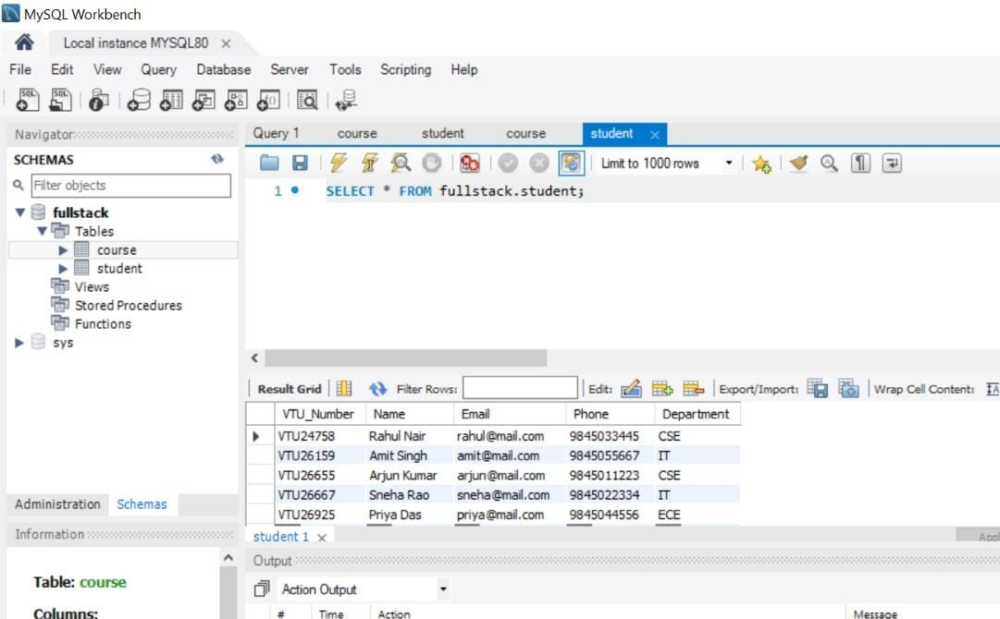 MySQL Workbench
Local instance MYSQL80
File Edit View Query Database Server Tools Scripting Help
Navigator
SCHEMAS
Filter objects
fullstack
Tables
course
student
Views
Stored Procedures
Functions
sys
Administration Schemas
Information
Table: course
Columns:
Query 1 course student course student
Limit to 1000 rows
1 SELECT * FROM fullstack.student;
Result Grid Filter Rows: Edit: Export/Import: Wrap Cell Content:
VTU_Number Name Email Phone Department
VTU24758 Rahul Nair rahul@mail.com 9845033445 CSE
VTU26159 Amit Singh amit@mail.com 9845055667 IT
VTU26655 Arjun Kumar arjun@mail.com 9845011223 CSE
VTU26667 Sneha Rao sneha@mail.com 9845022334 IT
VTU26925 Priya Das priya@mail.com 9845044556 ECE
student 1
Output
Action Output
# Time Action Message